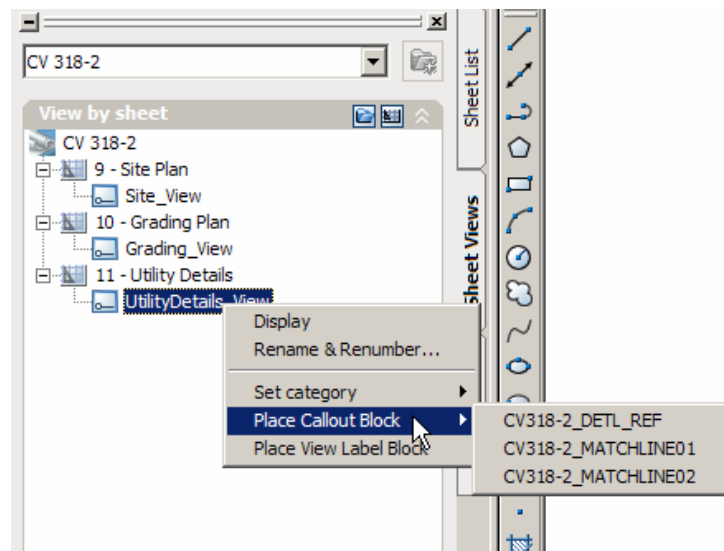 CV 318-2
Sheet List
View by sheet
CV 318-2
9 - Site Plan
Site_View
10 - Grading Plan
Grading_View
11 - Utility Details
UtilityDetails_View
Sheet Views
Display
Rename & Renumber...
Set category
Place Callout Block
Place View Label Block
CV318-2_DETL_REF
CV318-2_MATCHLINE01
CV318-2_MATCHLINE02